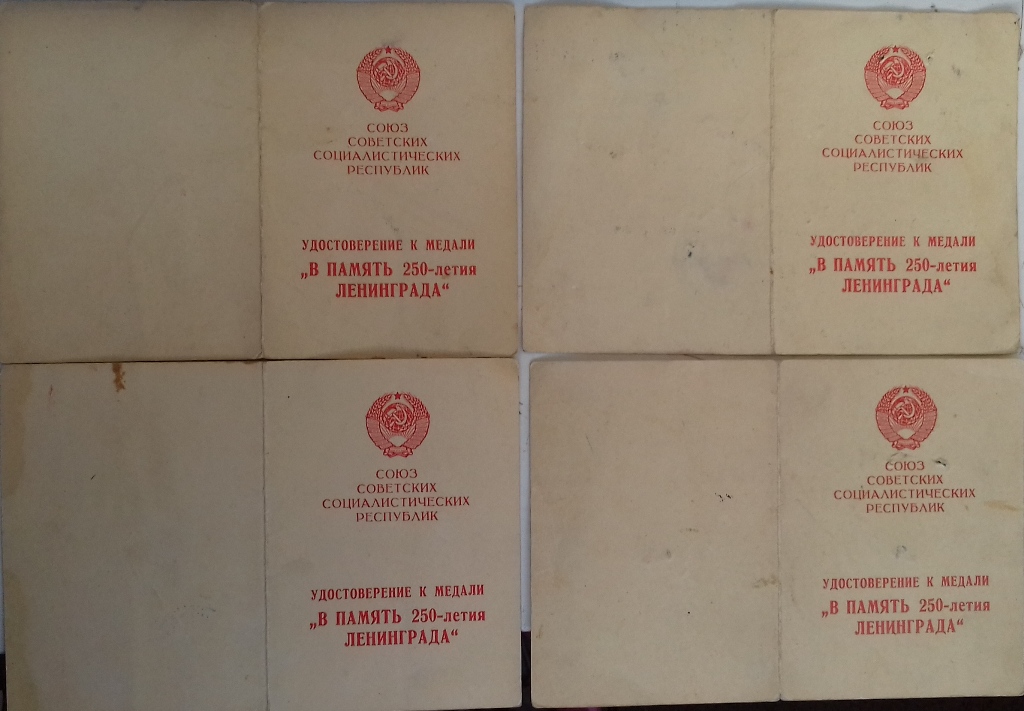 СОЮЗ
СОВЕТСКИХ
СОЦИАЛИСТИЧЕСКИХ
РЕСПУБЛИК
УДОСТОВЕРЕНИЕ К МЕДАЛИ
„В ПАМЯТЬ 250-летия
ЛЕНИНГРАДА“
СОЮЗ
СОВЕТСКИХ
СОЦИАЛИСТИЧЕСКИХ
РЕСПУБЛИК
УДОСТОВЕРЕНИЕ К МЕДАЛИ
„В ПАМЯТЬ 250-летия
ЛЕНИНГРАДА“
СОЮЗ
СОВЕТСКИХ
СОЦИАЛИСТИЧЕСКИХ
РЕСПУБЛИК
УДОСТОВЕРЕНИЕ К МЕДАЛИ
„В ПАМЯТЬ 250-летия
ЛЕНИНГРАДА“
СОЮЗ
СОВЕТСКИХ
СОЦИАЛИСТИЧЕСКИХ
РЕСПУБЛИК
УДОСТОВЕРЕНИЕ К МЕДАЛИ
„В ПАМЯТЬ 250-летия
ЛЕНИНГРАДА“